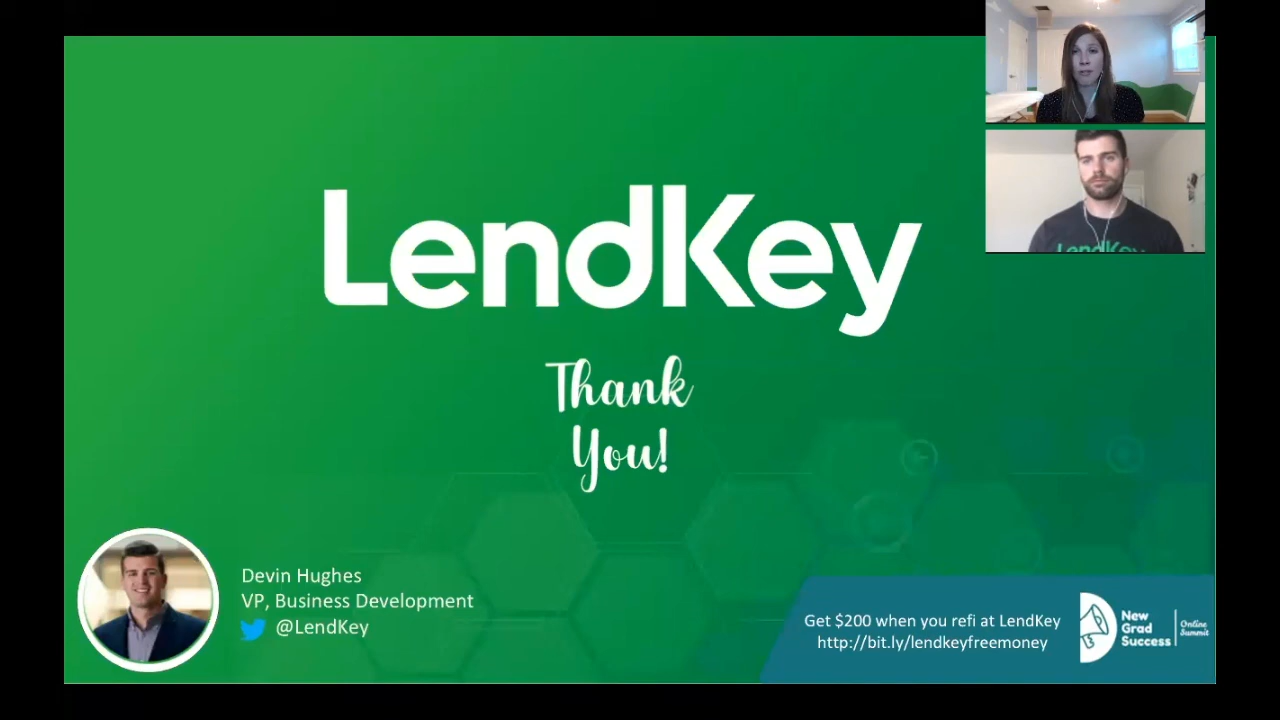 LendKey
Thank
You!
LendKey
Devin Hughes
VP, Business Development
@LendKey
Get $200 when you refi at LendKey
http://bit.ly/lendkeyfreemoney
New
Grad
Success
Online
Summit